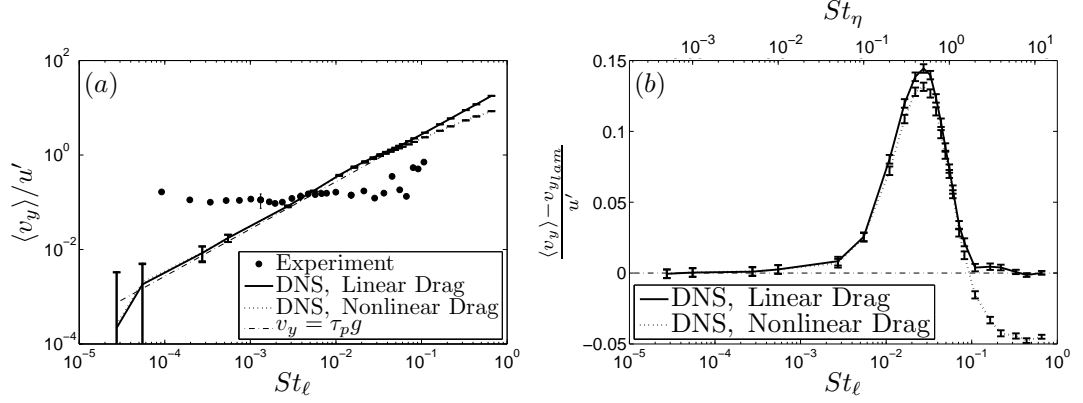 (a)
⟨v_y⟩/u′
10^2
10^0
10^−2
10^−4
10^−5
10^−4
10^−3
10^−2
10^−1
10^0
St_ℓ
Experiment
DNS, Linear Drag
DNS, Nonlinear Drag
v_y = τ_p g
St_η
10^−3
10^−2
10^−1
10^0
10^1
(b)
⟨v_y⟩−v_{y_{lam}}
u′
0.15
0.1
0.05
0
−0.05
DNS, Linear Drag
DNS, Nonlinear Drag
10^−5
10^−4
10^−3
10^−2
10^−1
10^0
St_ℓ